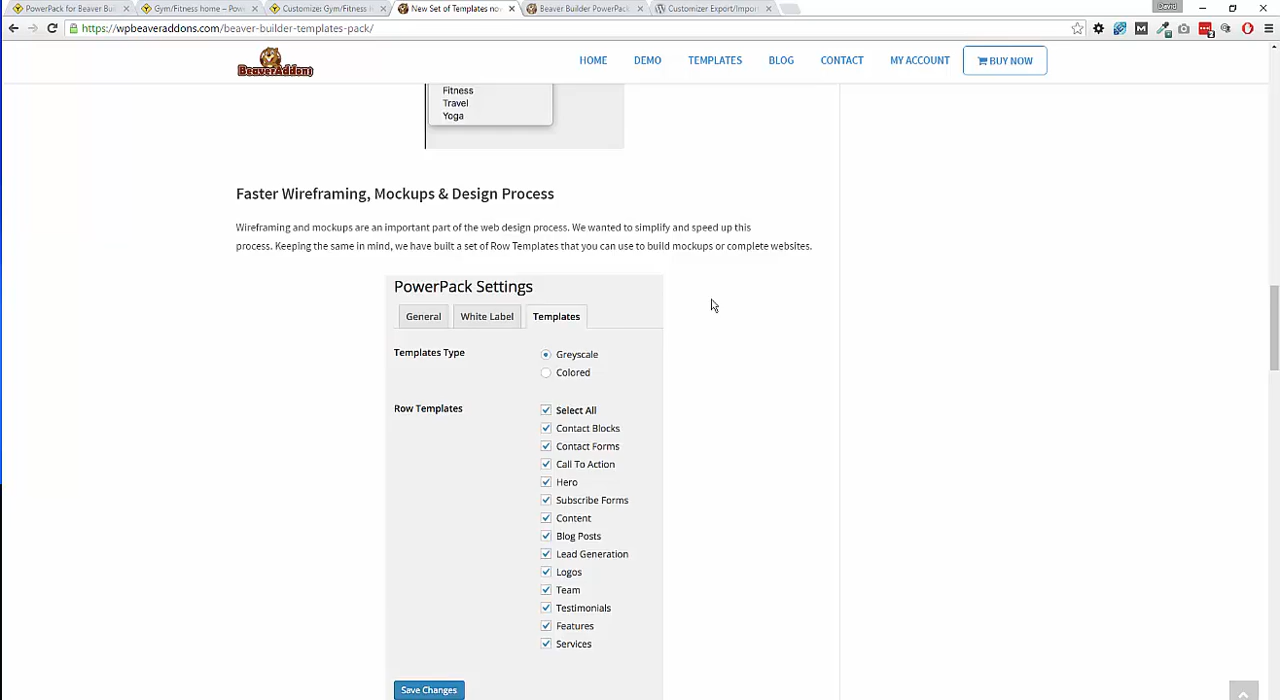 David
PowerPack for Beaver Bui
Gym/Fitness home – Pow
Customize: Gym/Fitness h
New Set of Templates no
Beaver Builder PowerPack
Customizer Export/Impor
https://wpbeaveraddons.com/beaver-builder-templates-pack/
BeaverAddons
HOME
DEMO
TEMPLATES
BLOG
CONTACT
MY ACCOUNT
BUY NOW
Fitness
Travel
Yoga
Faster Wireframing, Mockups & Design Process
Wireframing and mockups are an important part of the web design process. We wanted to simplify and speed up this
process. Keeping the same in mind, we have built a set of Row Templates that you can use to build mockups or complete websites.
PowerPack Settings
General
White Label
Templates
Templates Type
Greyscale
Colored
Row Templates
Select All
Contact Blocks
Contact Forms
Call To Action
Hero
Subscribe Forms
Content
Blog Posts
Lead Generation
Logos
Team
Testimonials
Features
Services
Save Changes